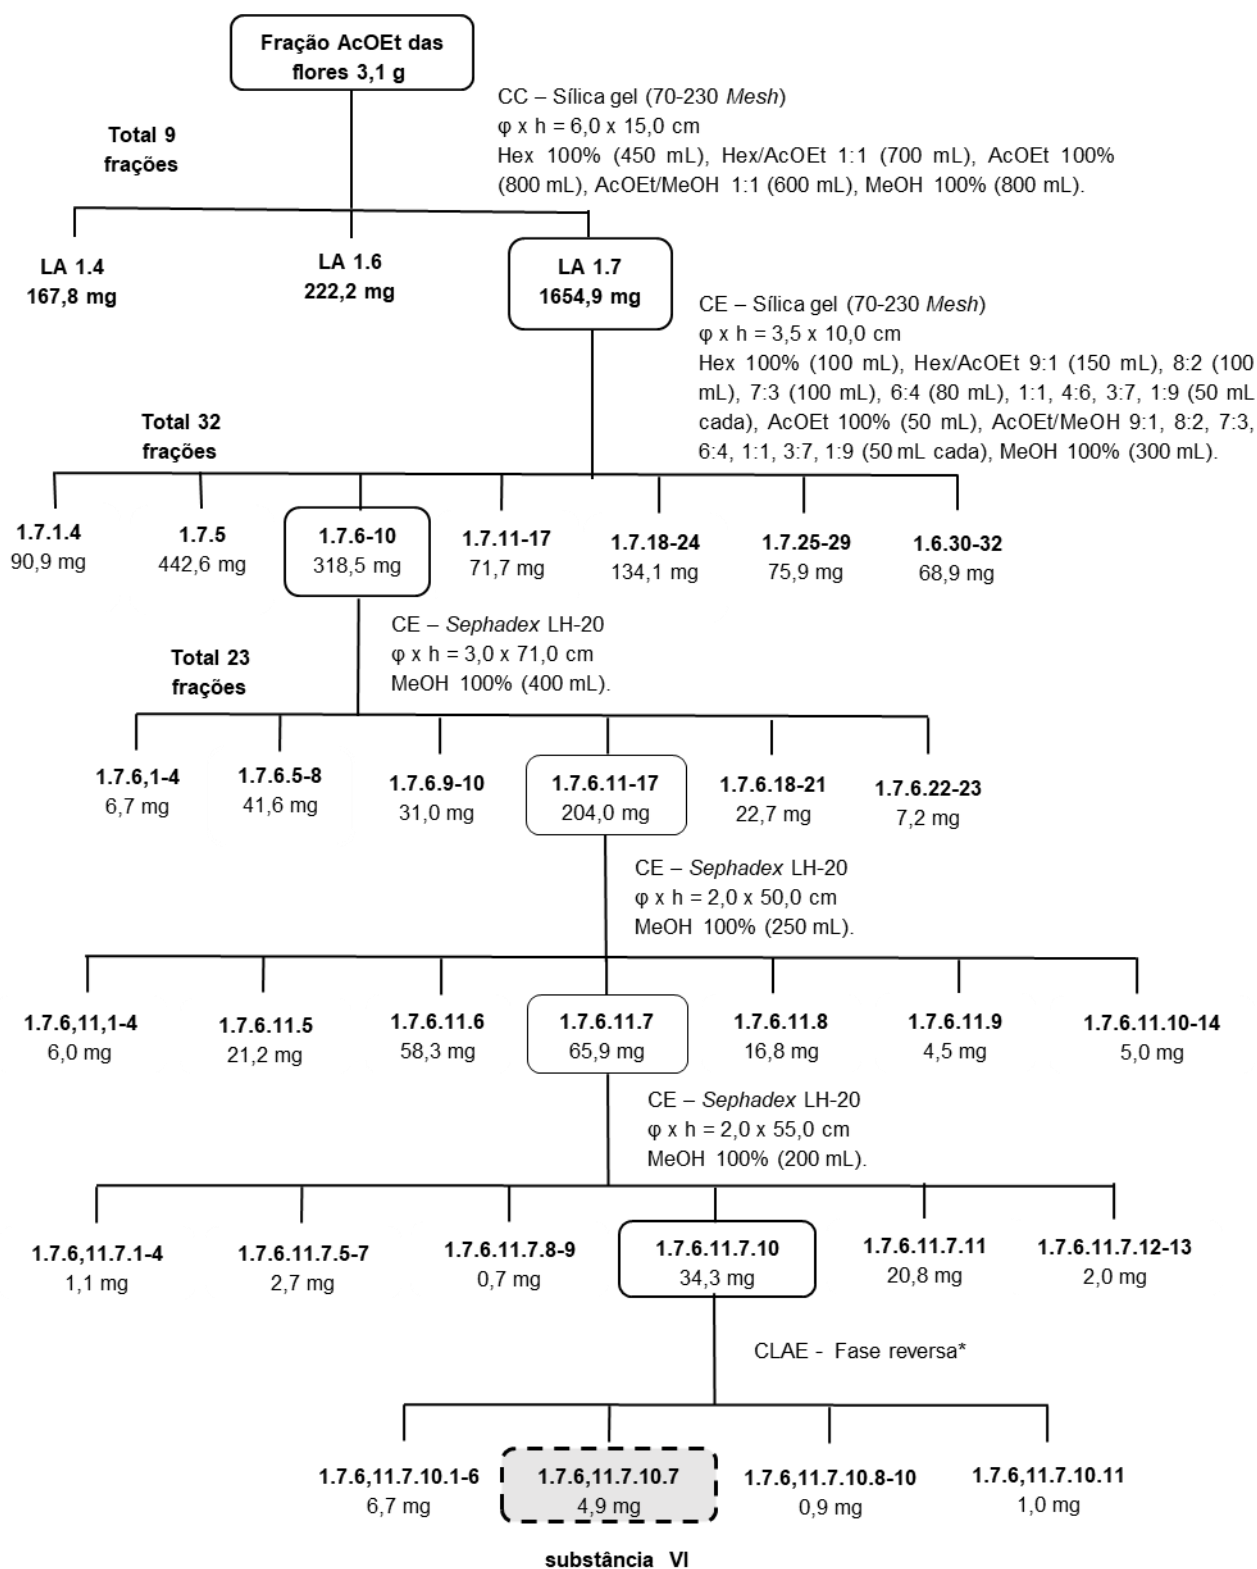 Fração AcOEt das
flores 3,1 g
CC – Sílica gel (70-230 Mesh)
φ x h = 6,0 x 15,0 cm
Hex 100% (450 mL), Hex/AcOEt 1:1 (700 mL), AcOEt 100%
(800 mL), AcOEt/MeOH 1:1 (600 mL), MeOH 100% (800 mL).
Total 9
frações
LA 1.4
167,8 mg
LA 1.6
222,2 mg
LA 1.7
1654,9 mg
CE – Sílica gel (70-230 Mesh)
φ x h = 3,5 x 10,0 cm
Hex 100% (100 mL), Hex/AcOEt 9:1 (150 mL), 8:2 (100
mL), 7:3 (100 mL), 6:4 (80 mL), 1:1, 4:6, 3:7, 1:9 (50 mL
cada), AcOEt 100% (50 mL), AcOEt/MeOH 9:1, 8:2, 7:3,
6:4, 1:1, 3:7, 1:9 (50 mL cada), MeOH 100% (300 mL).
Total 32
frações
1.7.1.4
90,9 mg
1.7.5
442,6 mg
1.7.6-10
318,5 mg
1.7.11-17
71,7 mg
1.7.18-24
134,1 mg
1.7.25-29
75,9 mg
1.6.30-32
68,9 mg
CE – Sephadex LH-20
φ x h = 3,0 x 71,0 cm
MeOH 100% (400 mL).
Total 23
frações
1.7.6,1-4
6,7 mg
1.7.6.5-8
41,6 mg
1.7.6.9-10
31,0 mg
1.7.6.11-17
204,0 mg
1.7.6.18-21
22,7 mg
1.7.6.22-23
7,2 mg
CE – Sephadex LH-20
φ x h = 2,0 x 50,0 cm
MeOH 100% (250 mL).
1.7.6,11,1-4
6,0 mg
1.7.6.11.5
21,2 mg
1.7.6.11.6
58,3 mg
1.7.6.11.7
65,9 mg
1.7.6.11.8
16,8 mg
1.7.6.11.9
4,5 mg
1.7.6.11.10-14
5,0 mg
CE – Sephadex LH-20
φ x h = 2,0 x 55,0 cm
MeOH 100% (200 mL).
1.7.6,11.7.1-4
1,1 mg
1.7.6.11.7.5-7
2,7 mg
1.7.6.11.7.8-9
0,7 mg
1.7.6.11.7.10
34,3 mg
1.7.6.11.7.11
20,8 mg
1.7.6.11.7.12-13
2,0 mg
CLAE - Fase reversa*
1.7.6,11.7.10.1-6
6,7 mg
1.7.6,11.7.10.7
4,9 mg
1.7.6,11.7.10.8-10
0,9 mg
1.7.6,11.7.10.11
1,0 mg
substância VI